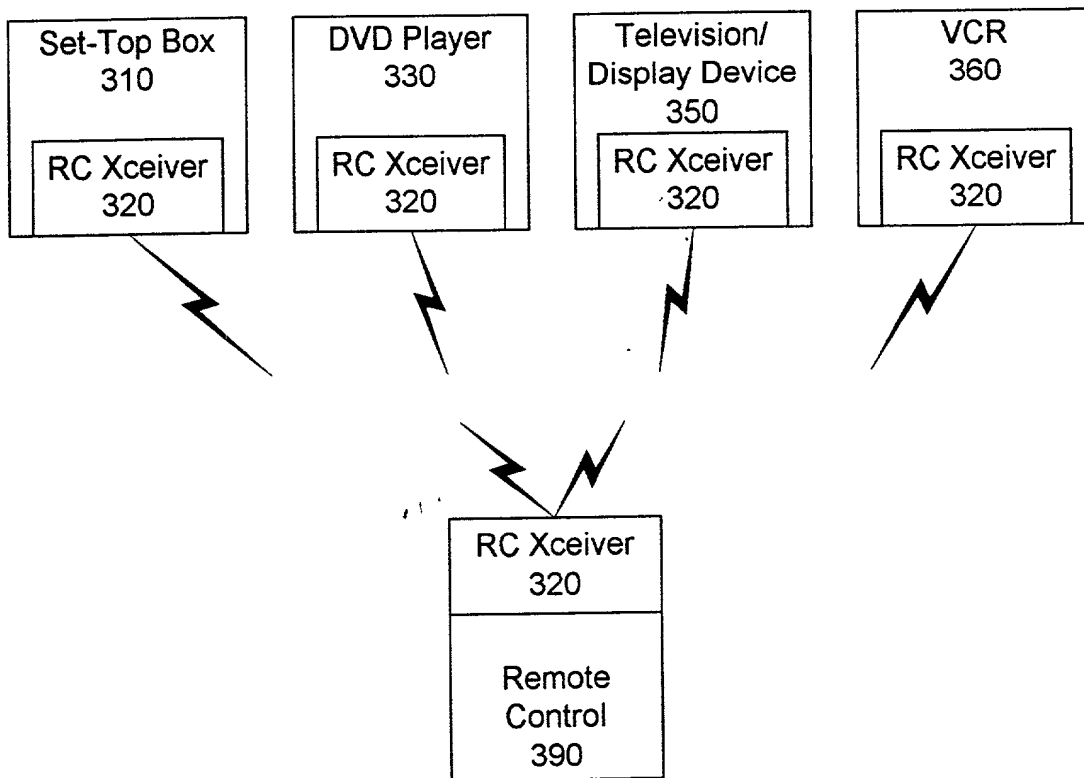 Set-Top Box
310
RC Xceiver
320
DVD Player
330
RC Xceiver
320
Television/
Display Device
350
RC Xceiver
320
VCR
360
RC Xceiver
320
RC Xceiver
320
Remote
Control
390